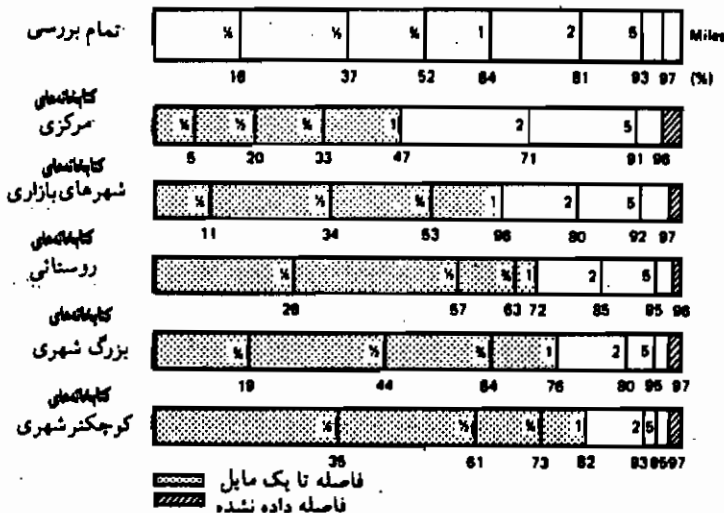 تمام بررسی ¼ ½ ¾ 1 2 5 Miles
16 37 52 64 81 93 97 (%)
کتابخانه‌های
مرکزی ¼ ½ ¾ 1 2 5
5 20 33 47 71 91 96
کتابخانه‌های
شهرهای بازاری ¼ ½ ¾ 1 2 5
11 34 53 96 80 92 97
کتابخانه‌های
روستائی ¼ ½ ¾ 1 2 5
26 57 63 72 85 95 98
کتابخانه‌های
بزرگ شهری ¼ ½ ¾ 1 2 5
19 44 64 76 80 95 97
کتابخانه‌های
کوچکتر شهری ¼ ½ ¾ 1 2 5
35 61 73 82 93 95 97
فاصله تا یک مایل
فاصله داده نشده